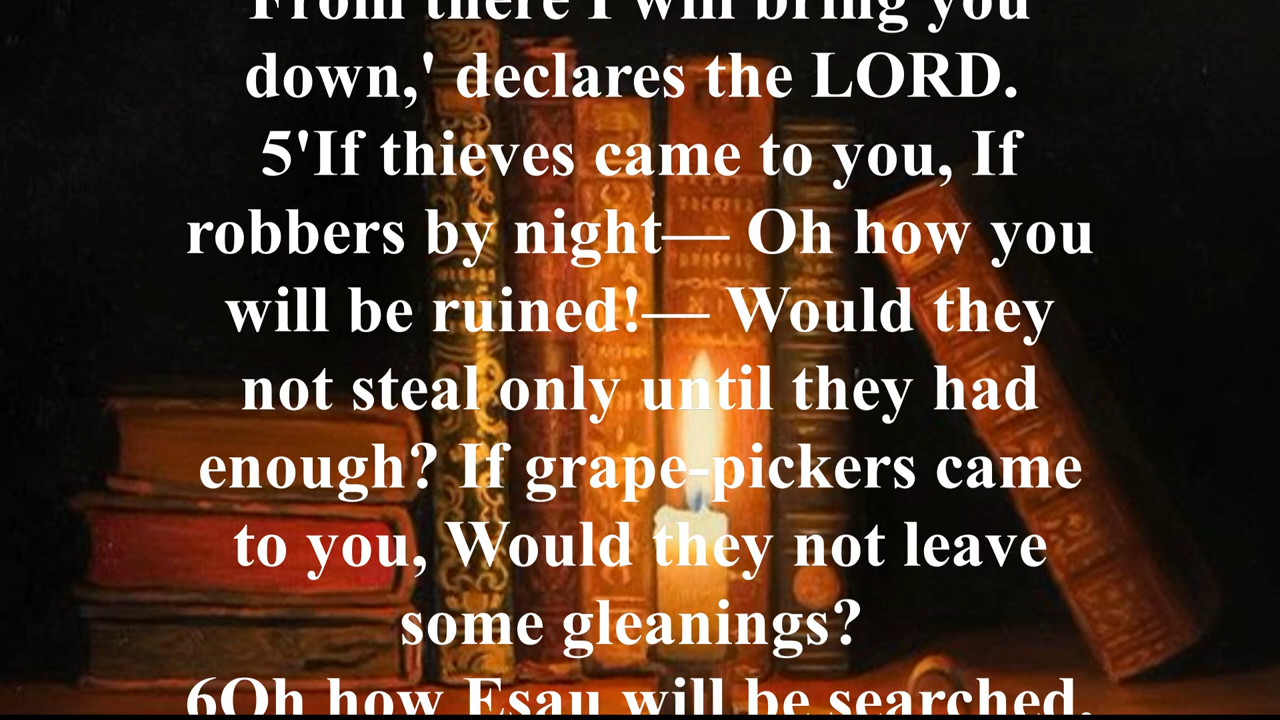 From there I will bring you
down,' declares the LORD.
5'If thieves came to you, If
robbers by night— Oh how you
will be ruined!— Would they
not steal only until they had
enough? If grape-pickers came
to you, Would they not leave
some gleanings?
6Oh how Esau will be searched,